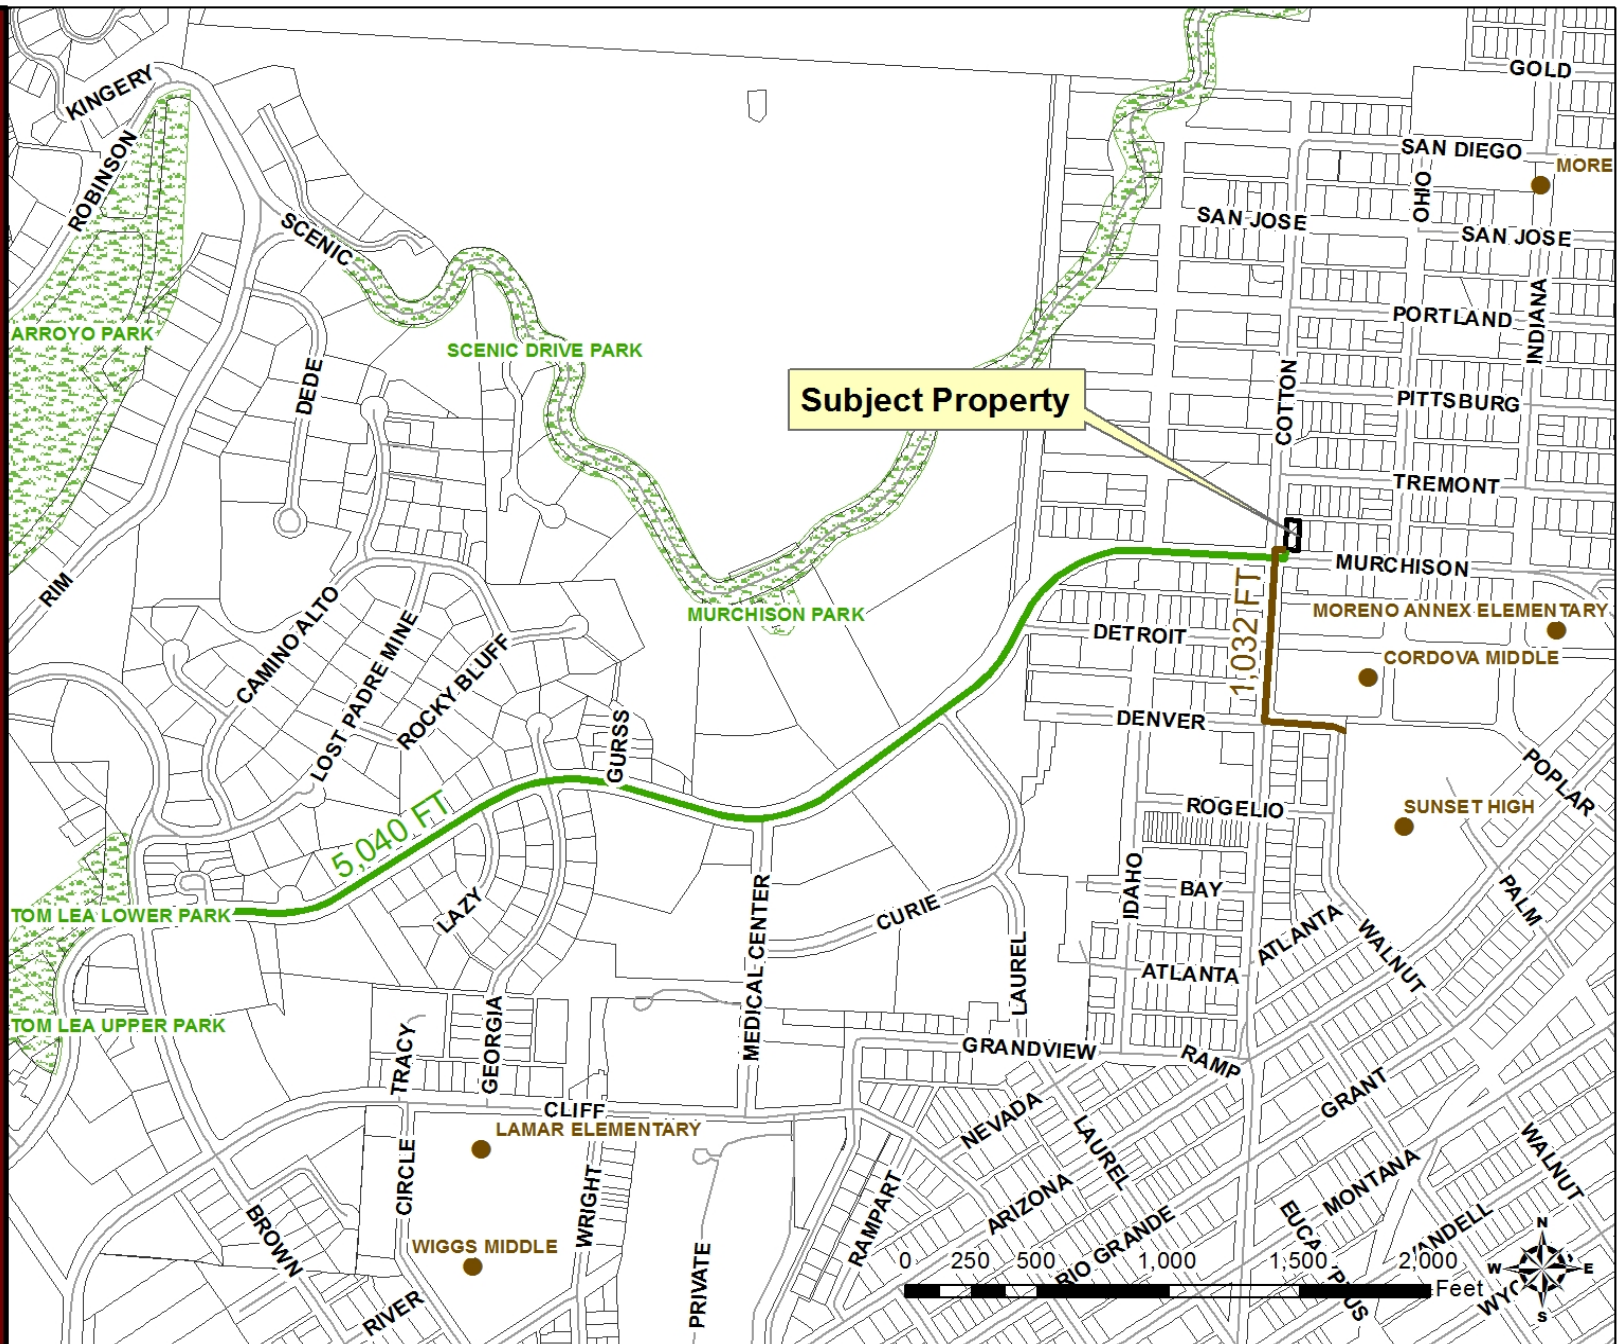 KINGERY
GOLD
ROBINSON
SAN DIEGO
MORE
OHIO
SCENIC
SAN JOSE
SAN JOSE
ARROYO PARK
SCENIC DRIVE PARK
PORTLAND
INDIANA
DEDE
Subject Property
COTTON
PITTSBURG
TREMONT
RIM
MURCHISON
MURCHISON PARK
1,032 FT
MORENO ANNEX ELEMENTARY
CAMINO ALTO
LOST PADRE MINE
ROCKY BLUFF
DETROIT
CORDOVA MIDDLE
GURSS
DENVER
POPLAR
5,040 FT
ROGELIO
SUNSET HIGH
TOM LEA LOWER PARK
LAZY
CURIE
IDAHO
BAY
PALM
MEDICAL CENTER
LAUREL
ATLANTA
ATLANTA
WALNUT
TOM LEA UPPER PARK
TRACY
GEORGIA
GRANDVIEW
RAMP
GRANT
CLIFF
LAMAR ELEMENTARY
NEVADA
LAUREL
WALNUT
CIRCLE
WRIGHT
RAMPART
ARIZONA
RIO GRANDE
MONTANA
EUCA
PUS
ANDELL
BROWN
WIGGS MIDDLE
RIVER
PRIVATE
0 250 500 1,000 1,500 2,000
Feet
WYO
N
W E
S